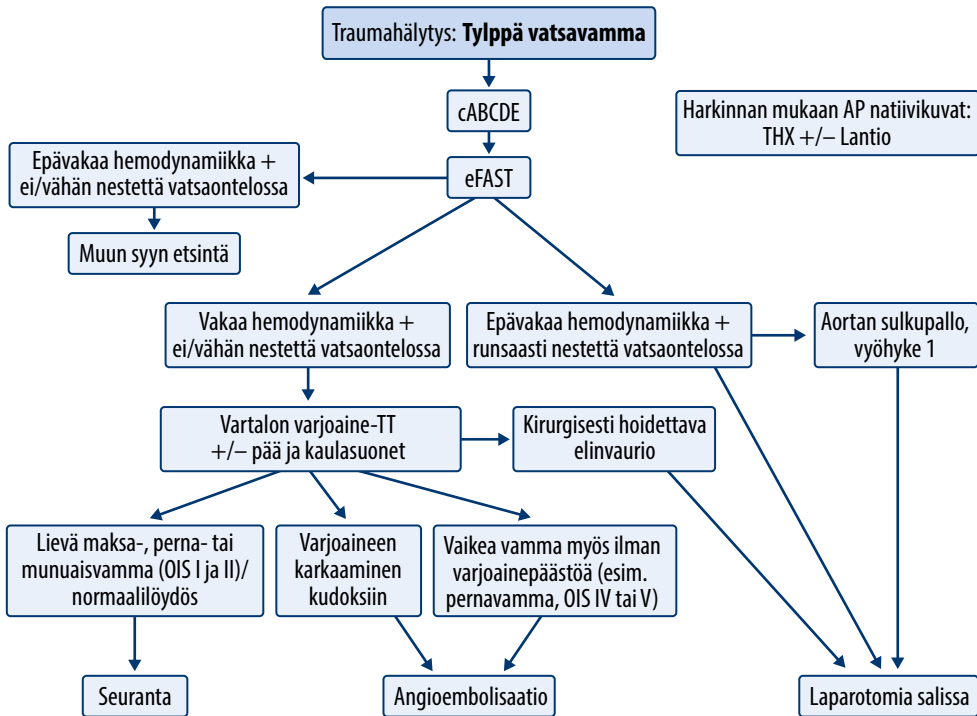 Traumahälytys: Tylppä vatsavamma
cABCDE
Harkinnan mukaan AP natiivikuvat:
THX +/– Lantio
Epävakaa hemodynamiikka +
ei/vähän nestettä vatsaontelossa
eFAST
Muun syyn etsintä
Vakaa hemodynamiikka +
ei/vähän nestettä vatsaontelossa
Epävakaa hemodynamiikka +
runsaasti nestettä vatsaontelossa
Aortan sulkupallo,
vyöhyke 1
Vartalon varjoaine-TT
+/– pää ja kaulasuonet
Kirurgisesti hoidettava
elinvaurio
Lievä maksa-, perna- tai
munuaisvamma (OIS I ja II)/
normaalilöydös
Varjoaineen
karkaaminen
kudoksiin
Vaikea vamma myös ilman
varjoainepäästöä (esim.
pernavamma, OIS IV tai V)
Seuranta
Angioembolisaatio
Laparotomia salissa